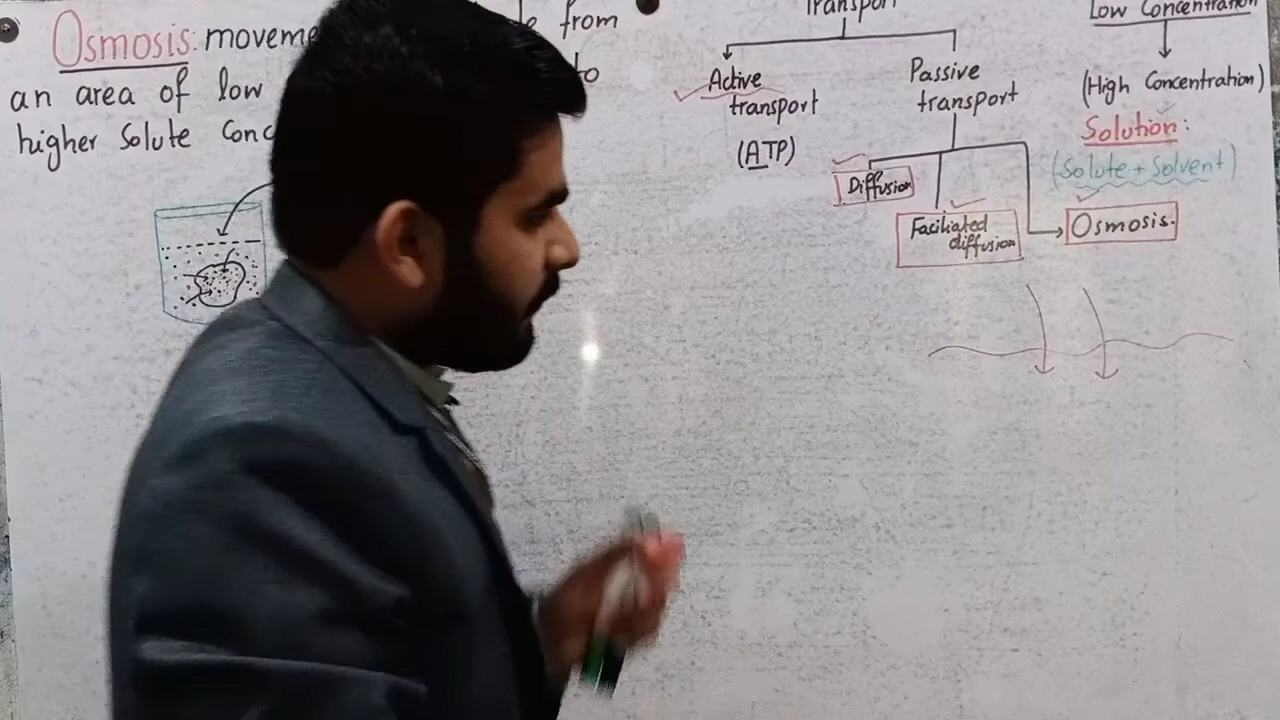 Osmosis: moveme
from
an area of low
to
higher Solute Conc
Transport
Active
transport
(ATP)
Passive
transport
Diffusion
Faciliated
diffusion
Osmosis.
Low Concentration
(High Concentration)
Solution:
(Solute + Solvent)